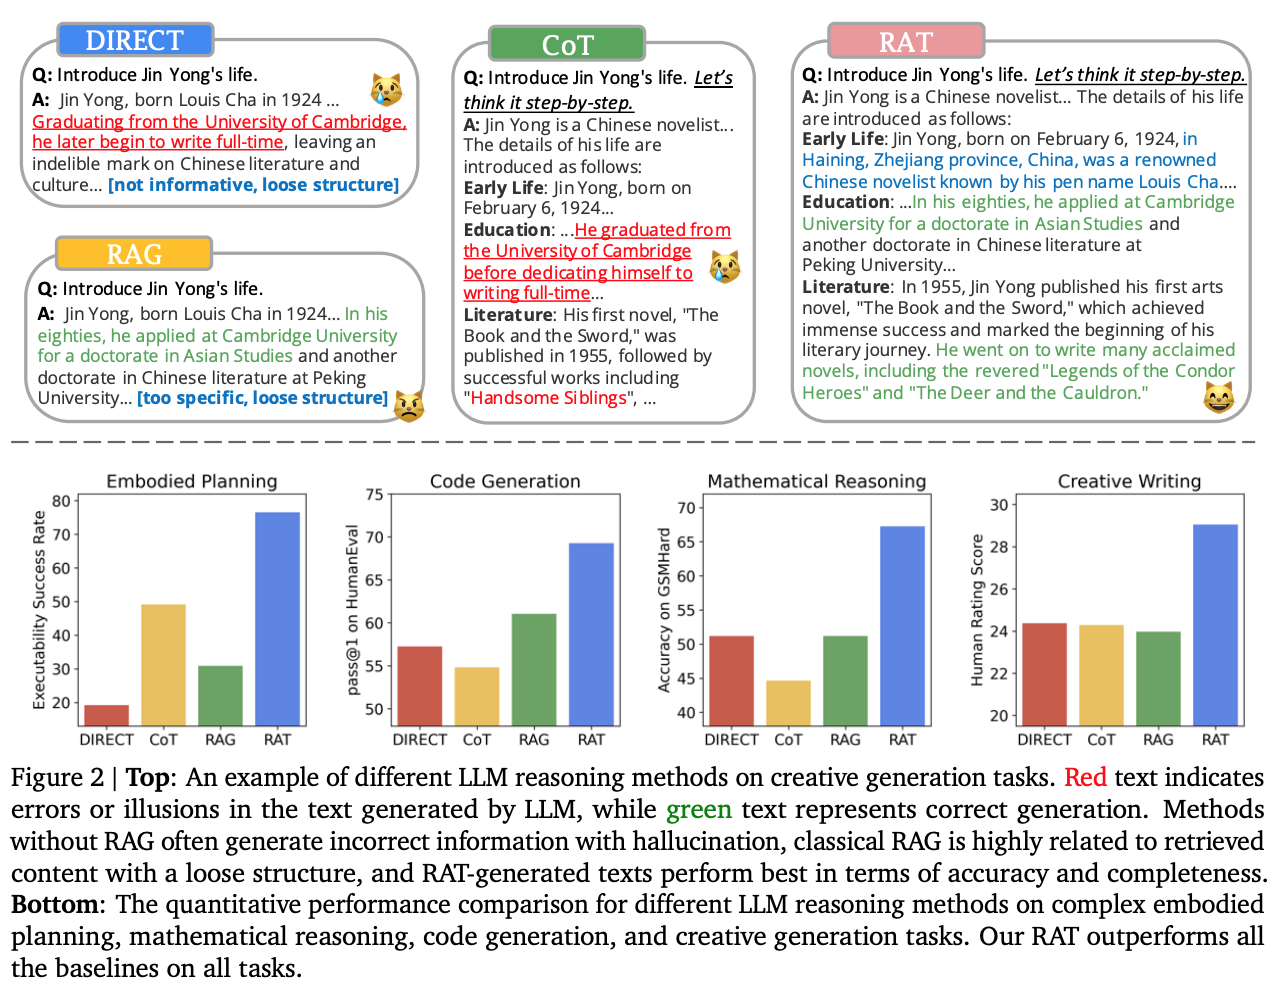 DIRECT
Q: Introduce Jin Yong's life.
A: Jin Yong, born Louis Cha in 1924 ...
Graduating from the University of Cambridge,
he later begin to write full-time, leaving an
indelible mark on Chinese literature and
culture... [not informative, loose structure]
RAG
Q: Introduce Jin Yong's life.
A: Jin Yong, born Louis Cha in 1924... In his
eighties, he applied at Cambridge University
for a doctorate in Asian Studies and another
doctorate in Chinese literature at Peking
University... [too specific, loose structure]
CoT
Q: Introduce Jin Yong's life. Let's
think it step-by-step.
A: Jin Yong is a Chinese novelist...
The details of his life are
introduced as follows:
Early Life: Jin Yong, born on
February 6, 1924...
Education: ...He graduated from
the University of Cambridge
before dedicating himself to
writing full-time...
Literature: His first novel, "The
Book and the Sword," was
published in 1955, followed by
successful works including
"Handsome Siblings", ...
RAT
Q: Introduce Jin Yong's life. Let's think it step-by-step.
A: Jin Yong is a Chinese novelist... The details of his life
are introduced as follows:
Early Life: Jin Yong, born on February 6, 1924, in
Haining, Zhejiang province, China, was a renowned
Chinese novelist known by his pen name Louis Cha....
Education: ...In his eighties, he applied at Cambridge
University for a doctorate in Asian Studies and
another doctorate in Chinese literature at
Peking University...
Literature: In 1955, Jin Yong published his first arts
novel, "The Book and the Sword," which achieved
immense success and marked the beginning of his
literary journey. He went on to write many acclaimed
novels, including the revered "Legends of the Condor
Heroes" and "The Deer and the Cauldron."
Embodied Planning
Executability Success Rate
80
70
60
50
40
30
20
DIRECT CoT RAG RAT
Code Generation
pass@1 on HumanEval
75
70
65
60
55
50
DIRECT CoT RAG RAT
Mathematical Reasoning
Accuracy on GSMHard
70
65
60
55
50
45
40
DIRECT CoT RAG RAT
Creative Writing
Human Rating Score
30
28
26
24
22
20
DIRECT CoT RAG RAT
Figure 2 | Top: An example of different LLM reasoning methods on creative generation tasks. Red text indicates
errors or illusions in the text generated by LLM, while green text represents correct generation. Methods
without RAG often generate incorrect information with hallucination, classical RAG is highly related to retrieved
content with a loose structure, and RAT-generated texts perform best in terms of accuracy and completeness.
Bottom: The quantitative performance comparison for different LLM reasoning methods on complex embodied
planning, mathematical reasoning, code generation, and creative generation tasks. Our RAT outperforms all
the baselines on all tasks.